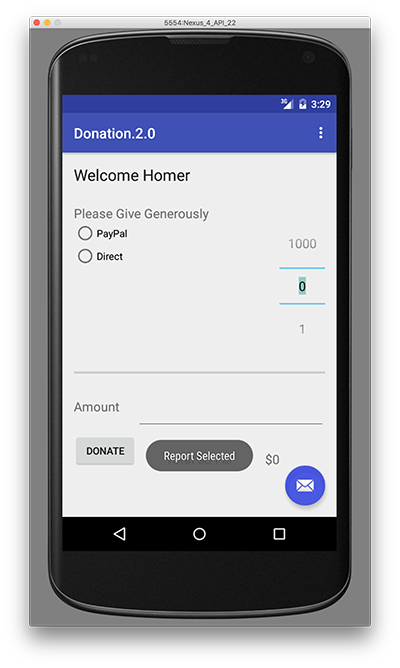 5554:Nexus_4_API_22
3G 3:29
Donation.2.0
Welcome Homer
Please Give Generously
PayPal
Direct
1000
0
1
Amount
DONATE
Report Selected
$0